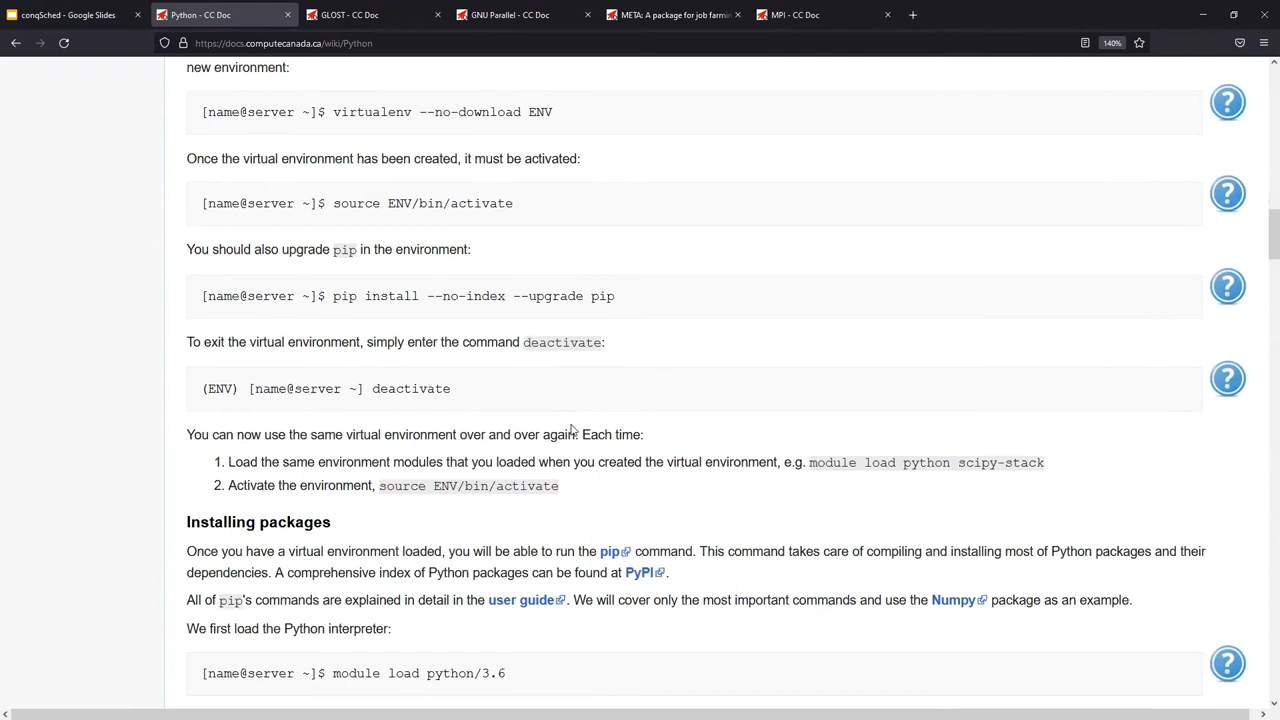 conqSched - Google Slides
Python - CC Doc
GLOST - CC Doc
GNU Parallel - CC Doc
META: A package for job farmin
MPI - CC Doc
https://docs.computecanada.ca/wiki/Python
140%
new environment:
[name@server ~]$ virtualenv --no-download ENV
Once the virtual environment has been created, it must be activated:
[name@server ~]$ source ENV/bin/activate
You should also upgrade pip in the environment:
[name@server ~]$ pip install --no-index --upgrade pip
To exit the virtual environment, simply enter the command deactivate:
(ENV) [name@server ~] deactivate
You can now use the same virtual environment over and over again. Each time:
1. Load the same environment modules that you loaded when you created the virtual environment, e.g. module load python scipy-stack
2. Activate the environment, source ENV/bin/activate
Installing packages
Once you have a virtual environment loaded, you will be able to run the pip command. This command takes care of compiling and installing most of Python packages and their
dependencies. A comprehensive index of Python packages can be found at PyPI.
All of pip's commands are explained in detail in the user guide. We will cover only the most important commands and use the Numpy package as an example.
We first load the Python interpreter:
[name@server ~]$ module load python/3.6